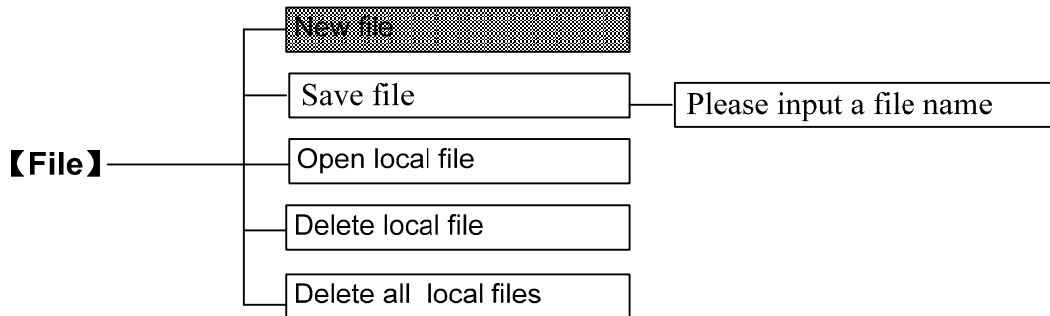 New file
Save file
Please input a file name
【File】
Open local file
Delete local file
Delete all local files